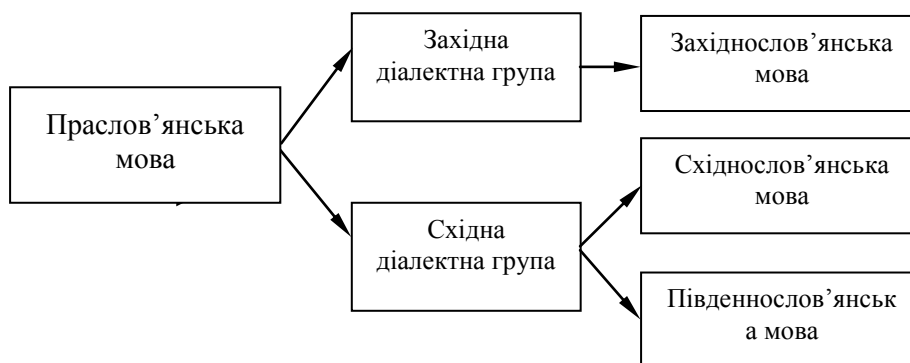 Праслов’янська
мова
Західна
діалектна група
Східна
діалектна група
Західнослов’янська
мова
Східнослов’янська
мова
Південнослов’янськ
а мова